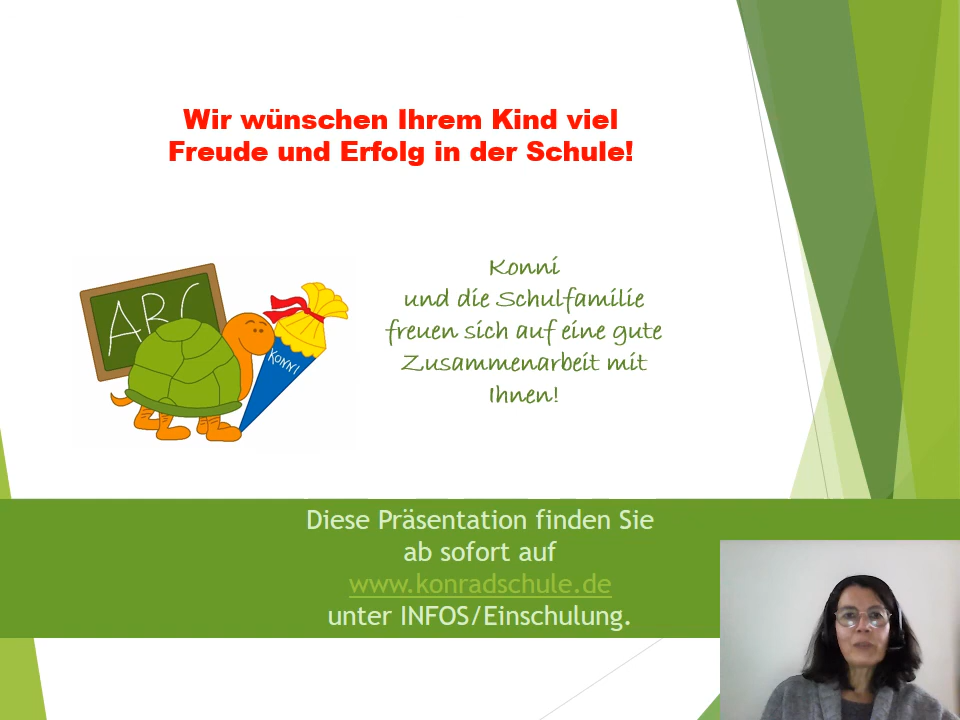 Wir wünschen Ihrem Kind viel
Freude und Erfolg in der Schule!
ABC
KONNI
Konni
und die Schulfamilie
freuen sich auf eine gute
Zusammenarbeit mit
Ihnen!
Diese Präsentation finden Sie
ab sofort auf
www.konradschule.de
unter INFOS/Einschulung.